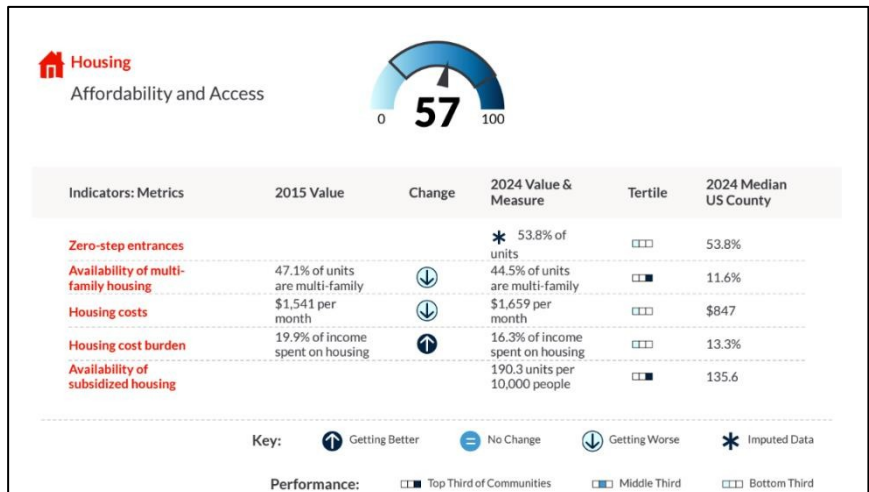 Housing
Affordability and Access
57
0 100
Indicators: Metrics 2015 Value Change 2024 Value & Measure Tertile 2024 Median US County
Zero-step entrances 53.8% of units 53.8%
Availability of multi-family housing 47.1% of units are multi-family 44.5% of units are multi-family 11.6%
Housing costs $1,541 per month $1,659 per month $847
Housing cost burden 19.9% of income spent on housing 16.3% of income spent on housing 13.3%
Availability of subsidized housing 190.3 units per 10,000 people 135.6
Key: Getting Better No Change Getting Worse Imputed Data
Performance: Top Third of Communities Middle Third Bottom Third